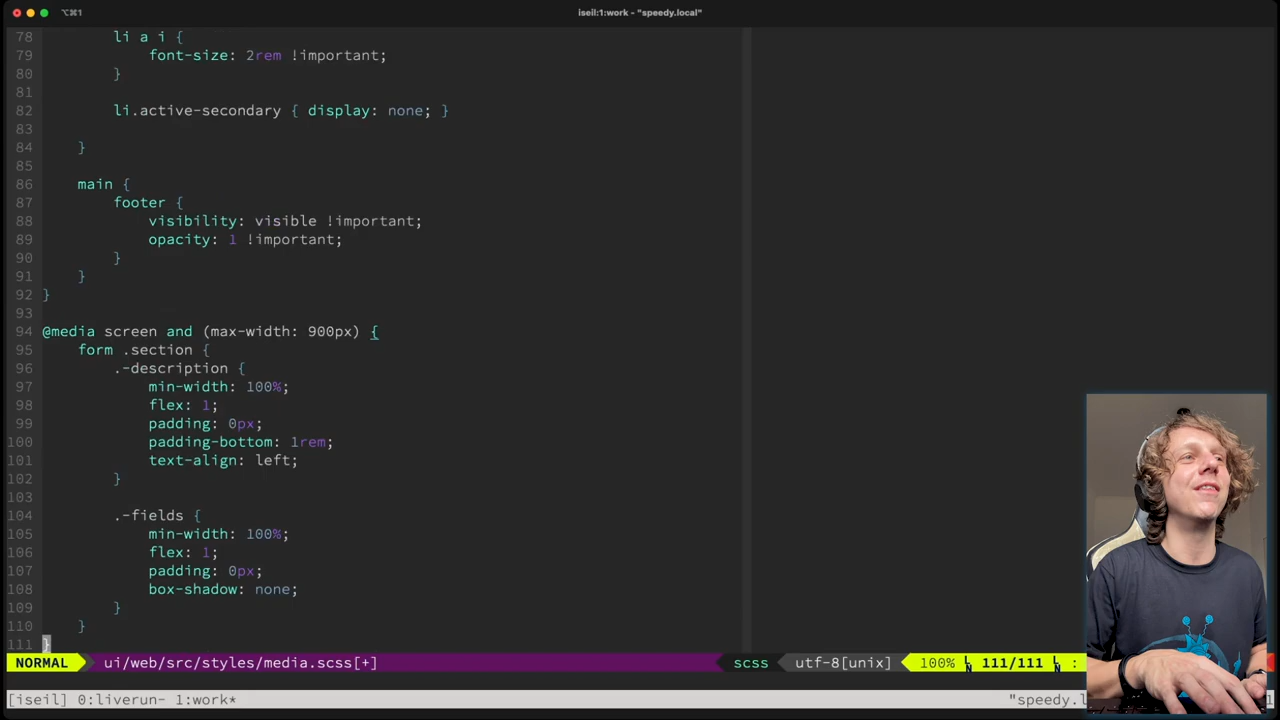 ⌥⌘1
iseil:1:work - "speedy.local"
78 li a i {
79 font-size: 2rem !important;
80 }
81
82 li.active-secondary { display: none; }
83
84 }
85
86 main {
87 footer {
88 visibility: visible !important;
89 opacity: 1 !important;
90 }
91 }
92 }
93
94 @media screen and (max-width: 900px) {
95 form .section {
96 .-description {
97 min-width: 100%;
98 flex: 1;
99 padding: 0px;
100 padding-bottom: 1rem;
101 text-align: left;
102 }
103
104 .-fields {
105 min-width: 100%;
106 flex: 1;
107 padding: 0px;
108 box-shadow: none;
109 }
110 }
111 }
NORMAL ui/web/src/styles/media.scss[+] scss utf-8[unix] 100% 111/111 :
[iseil] 0:liverun- 1:work* "speedy.l